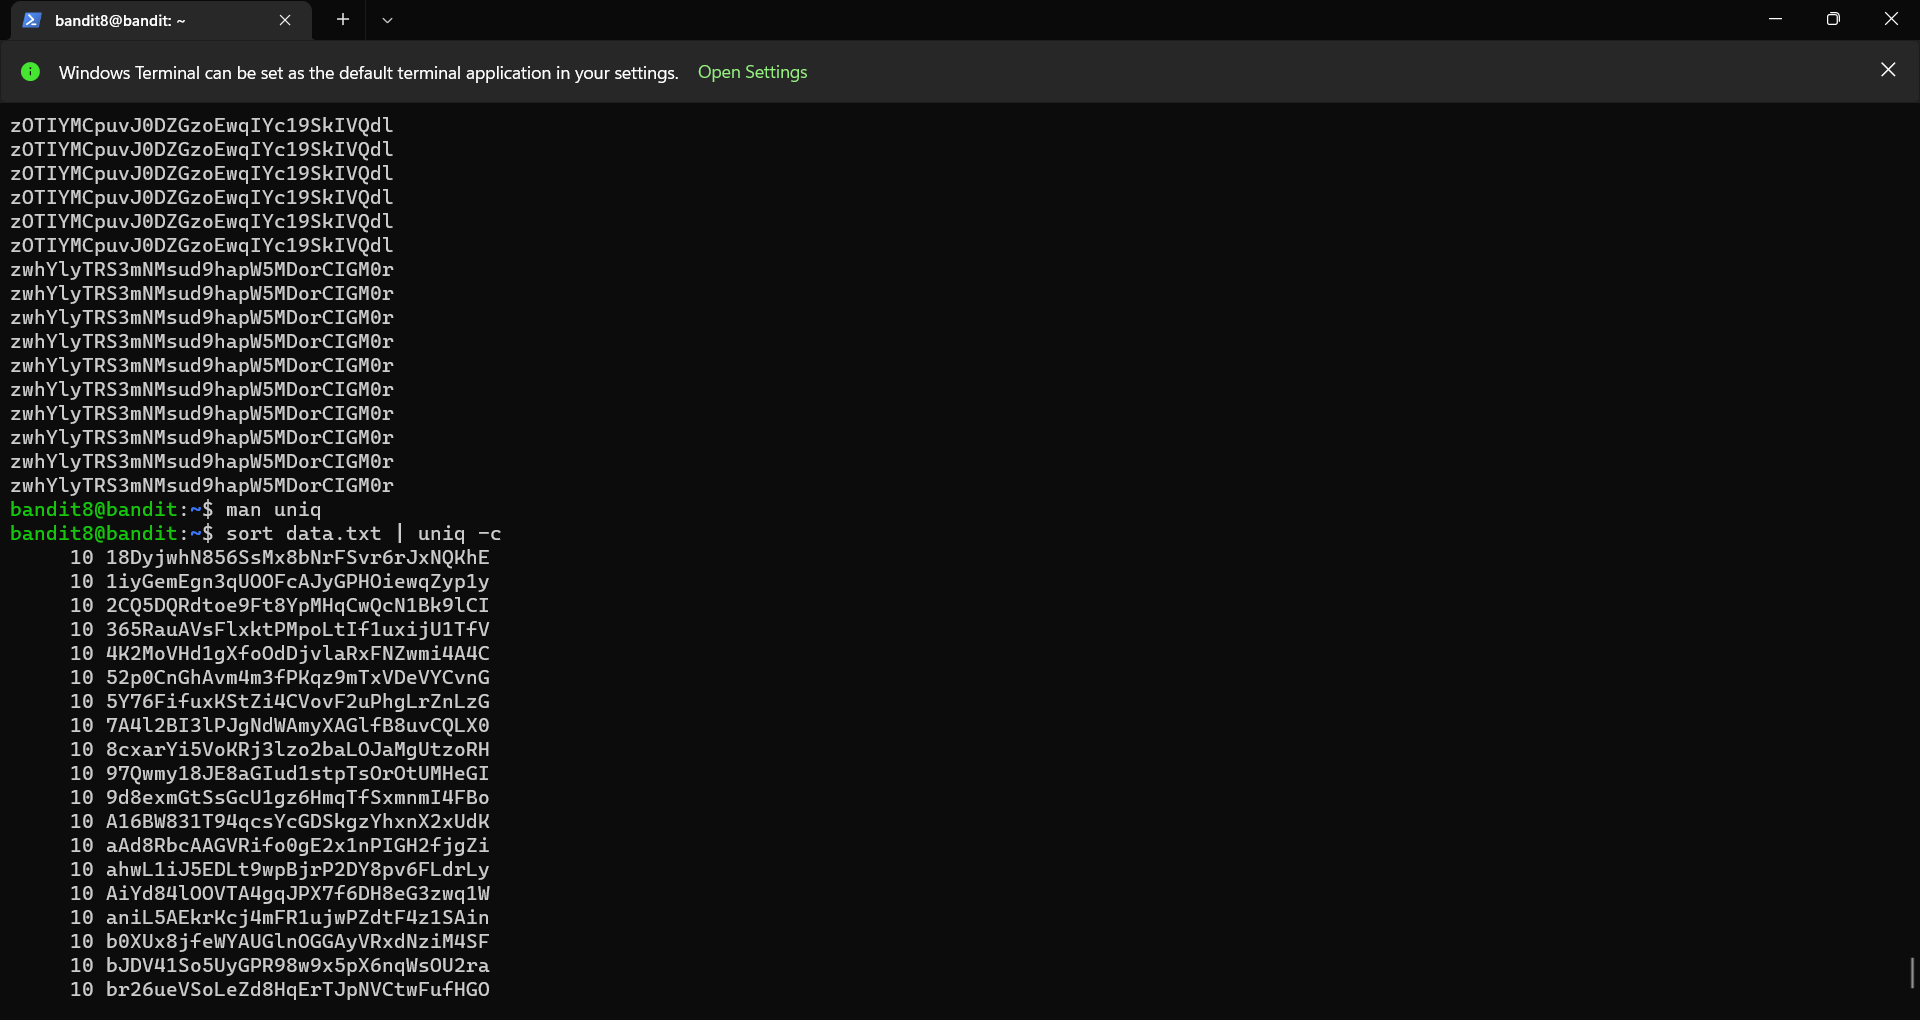 bandit8@bandit: ~
Windows Terminal can be set as the default terminal application in your settings. Open Settings
zOTIYMCpuvJ0DZGzoEwqIYc19SkIVQdl
zOTIYMCpuvJ0DZGzoEwqIYc19SkIVQdl
zOTIYMCpuvJ0DZGzoEwqIYc19SkIVQdl
zOTIYMCpuvJ0DZGzoEwqIYc19SkIVQdl
zOTIYMCpuvJ0DZGzoEwqIYc19SkIVQdl
zOTIYMCpuvJ0DZGzoEwqIYc19SkIVQdl
zwhYlyTRS3mNMsud9hapW5MDorCIGM0r
zwhYlyTRS3mNMsud9hapW5MDorCIGM0r
zwhYlyTRS3mNMsud9hapW5MDorCIGM0r
zwhYlyTRS3mNMsud9hapW5MDorCIGM0r
zwhYlyTRS3mNMsud9hapW5MDorCIGM0r
zwhYlyTRS3mNMsud9hapW5MDorCIGM0r
zwhYlyTRS3mNMsud9hapW5MDorCIGM0r
zwhYlyTRS3mNMsud9hapW5MDorCIGM0r
zwhYlyTRS3mNMsud9hapW5MDorCIGM0r
zwhYlyTRS3mNMsud9hapW5MDorCIGM0r
bandit8@bandit:~$ man uniq
bandit8@bandit:~$ sort data.txt | uniq -c
10 18DyjwhN856SsMx8bNrFSvr6rJxNQKhE
10 1iyGemEgn3qUOOFcAJyGPHOiewqZyp1y
10 2CQ5DQRdtoe9Ft8YpMHqCwQcN1Bk9lCI
10 365RauAVsFlxktPMpoLtIf1uxijU1TfV
10 4K2MoVHd1gXfoOdDjvlaRxFNZwmi4A4C
10 52p0CnGhAvm4m3fPKqz9mTxVDeVYCvnG
10 5Y76FifuxKStZi4CVovF2uPhgLrZnLzG
10 7A4l2BI3lPJgNdWAmyXAGlfB8uvCQLX0
10 8cxarYi5VoKRj3lzo2baLOJaMgUtzoRH
10 97Qwmy18JE8aGIud1stpTsOrOtUMHeGI
10 9d8exmGtSsGcU1gz6HmqTfSxmnmI4FBo
10 A16BW831T94qcsYcGDSkgzYhxnX2xUdK
10 aAd8RbcAAGVRifo0gE2x1nPIGH2fjgZi
10 ahwL1iJ5EDLt9wpBjrP2DY8pv6FLdrLy
10 AiYd84lOOVTA4gqJPX7f6DH8eG3zwq1W
10 aniL5AEkrKcj4mFR1ujwPZdtF4z1SAin
10 b0XUx8jfeWYAUGlnOGGAyVRxdNziM4SF
10 bJDV41So5UyGPR98w9x5pX6nqWsOU2ra
10 br26ueVSoLeZd8HqErTJpNVCtwFufHGO